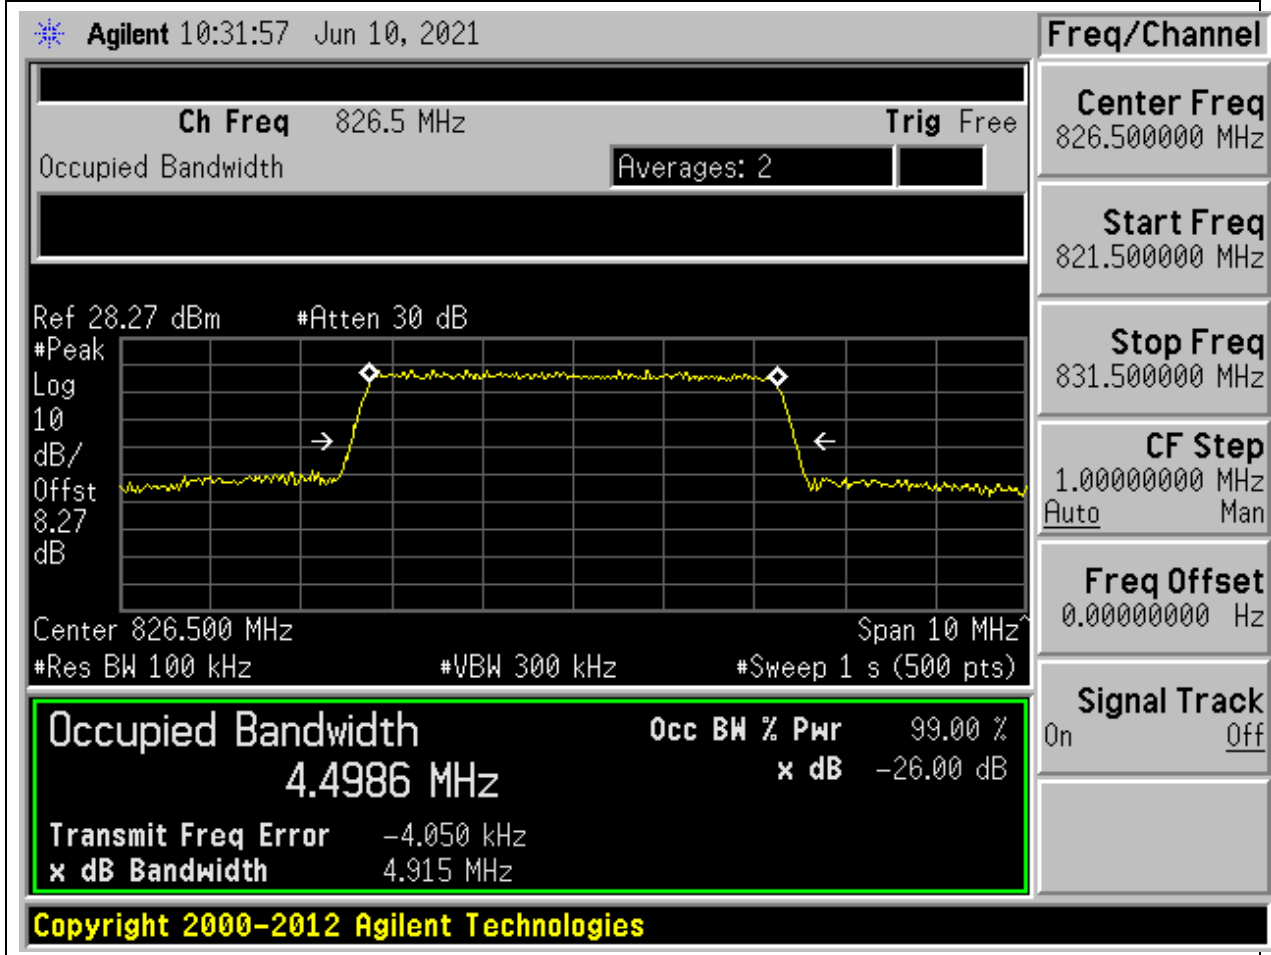 Agilent 10:31:57 Jun 10, 2021
Freq/Channel
Ch Freq 826.5 MHz Trig Free
Occupied Bandwidth Averages: 2
Center Freq
826.500000 MHz
Start Freq
821.500000 MHz
Stop Freq
831.500000 MHz
CF Step
1.00000000 MHz
Auto Man
Freq Offset
0.00000000 Hz
Signal Track
On Off
Ref 28.27 dBm #Atten 30 dB
#Peak
Log
10
dB/
Offst
8.27
dB
Center 826.500 MHz Span 10 MHz^
#Res BW 100 kHz #VBW 300 kHz #Sweep 1 s (500 pts)
Occupied Bandwidth Occ BW % Pwr 99.00 %
4.4986 MHz x dB -26.00 dB
Transmit Freq Error -4.050 kHz
x dB Bandwidth 4.915 MHz
Copyright 2000-2012 Agilent Technologies